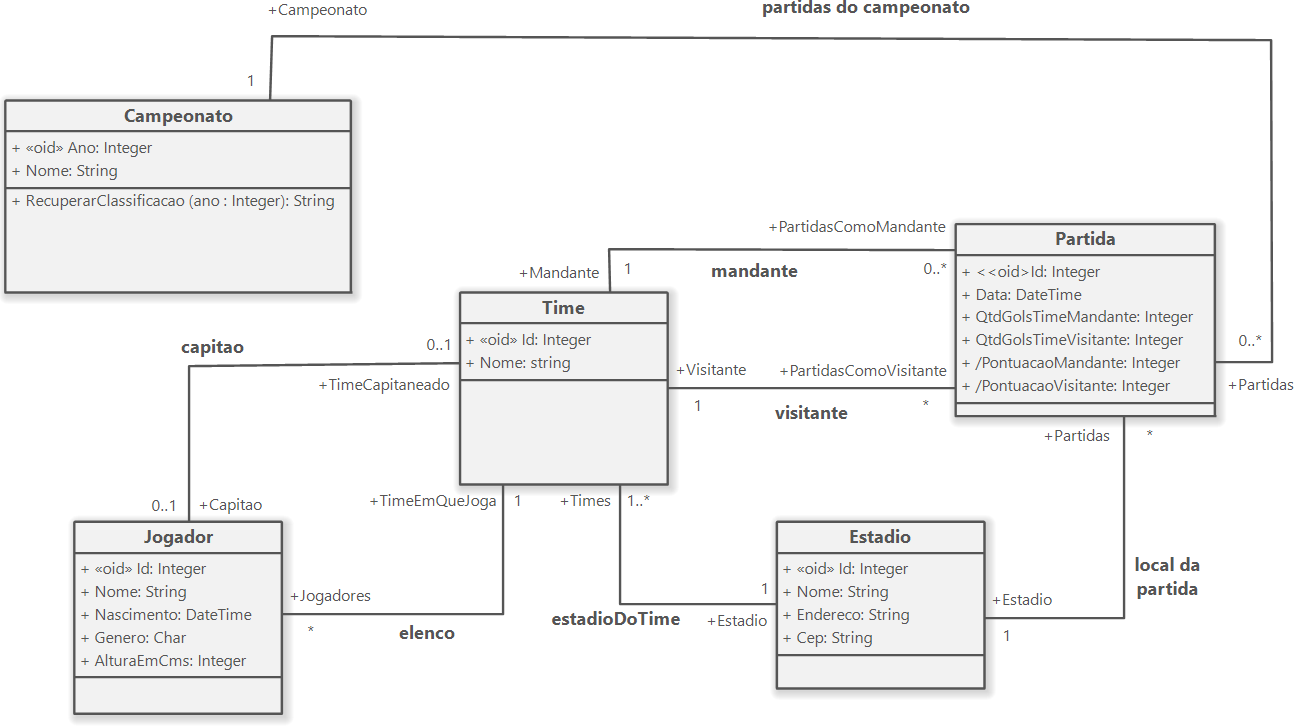 +Campeonato
partidas do campeonato
1
Campeonato
+ «oid» Ano: Integer
+ Nome: String
+ RecuperarClassificacao (ano : Integer): String
+PartidasComoMandante
+Mandante
1
mandante
0..*
Partida
+ <<oid>Id: Integer
+ Data: DateTime
+ QtdGolsTimeMandante: Integer
+ QtdGolsTimeVisitante: Integer
+ /PontuacaoMandante: Integer
+ /PontuacaoVisitante: Integer
0..*
+Partidas
Time
+ «oid» Id: Integer
+ Nome: string
capitao
0..1
+TimeCapitaneado
+Visitante
+PartidasComoVisitante
1
visitante
*
+Partidas
*
0..1
+Capitao
+TimeEmQueJoga
1
+Times
1..*
Jogador
+ «oid» Id: Integer
+ Nome: String
+ Nascimento: DateTime
+ Genero: Char
+ AlturaEmCms: Integer
+Jogadores
*
elenco
estadioDoTime
1
+Estadio
Estadio
+ «oid» Id: Integer
+ Nome: String
+ Endereco: String
+ Cep: String
local da
partida
+Estadio
1